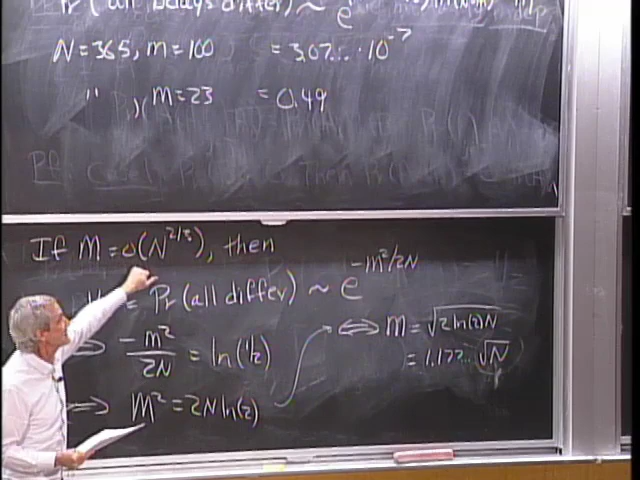 Pr(all bdays differ) ~ e
N=365, m=100 = 3.07... · 10^-7
" , m=23 = 0.49
If m = o(N^{2/3}), then
= Pr(all differ) ~ e^{-m²/2N}
⇔ -m²/2N = ln(1/2)
⇔ m² = 2N ln(2)
⇔ m = √(2 ln(2) N)
= 1.177... √N